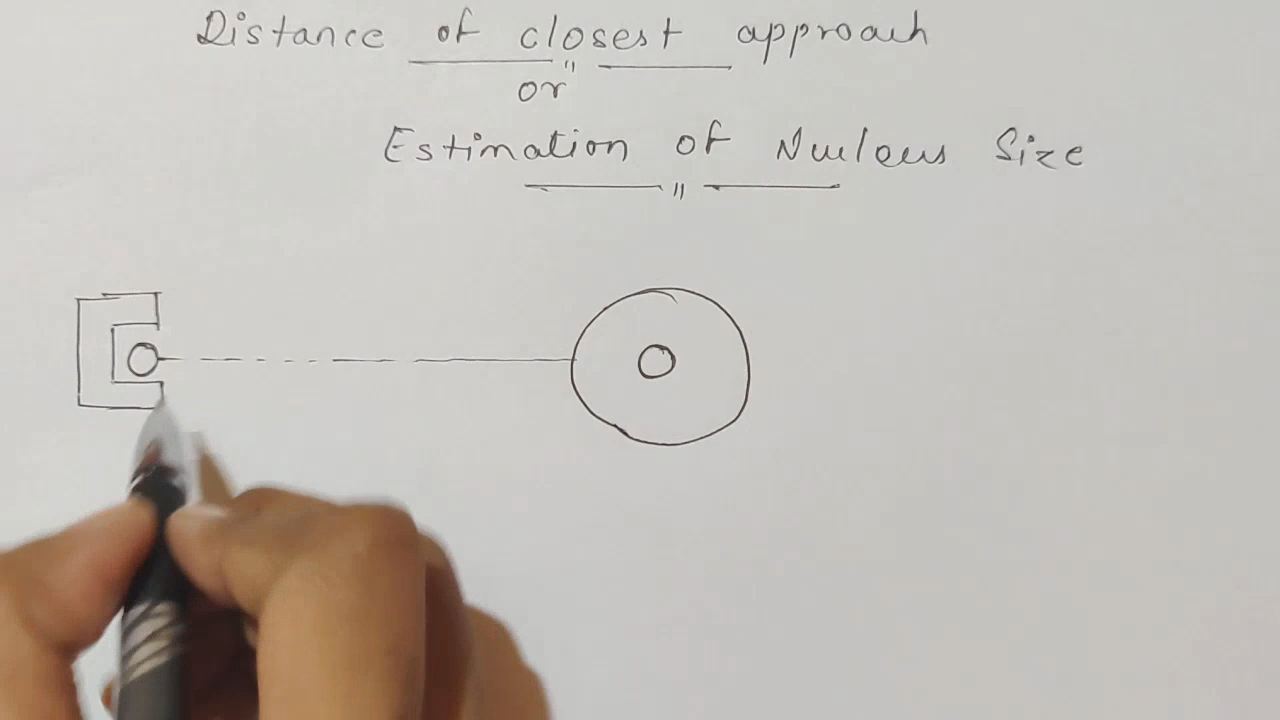 Distance of closest approach
or
Estimation of Nucleus Size